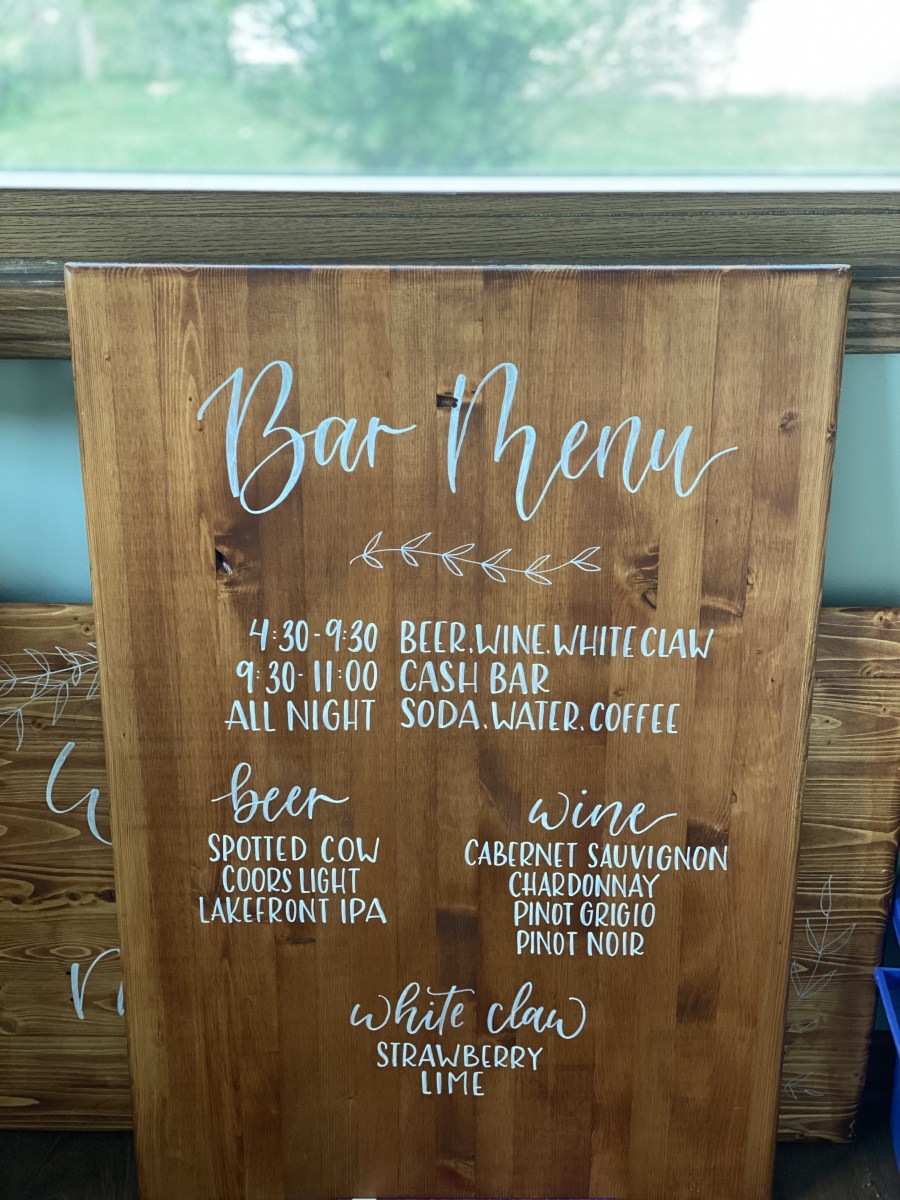 Bar Menu
4:30-9:30 BEER.WINE.WHITE CLAW
9:30-11:00 CASH BAR
ALL NIGHT SODA.WATER.COFFEE
beer
SPOTTED COW
COORS LIGHT
LAKEFRONT IPA
wine
CABERNET SAUVIGNON
CHARDONNAY
PINOT GRIGIO
PINOT NOIR
white claw
STRAWBERRY
LIME